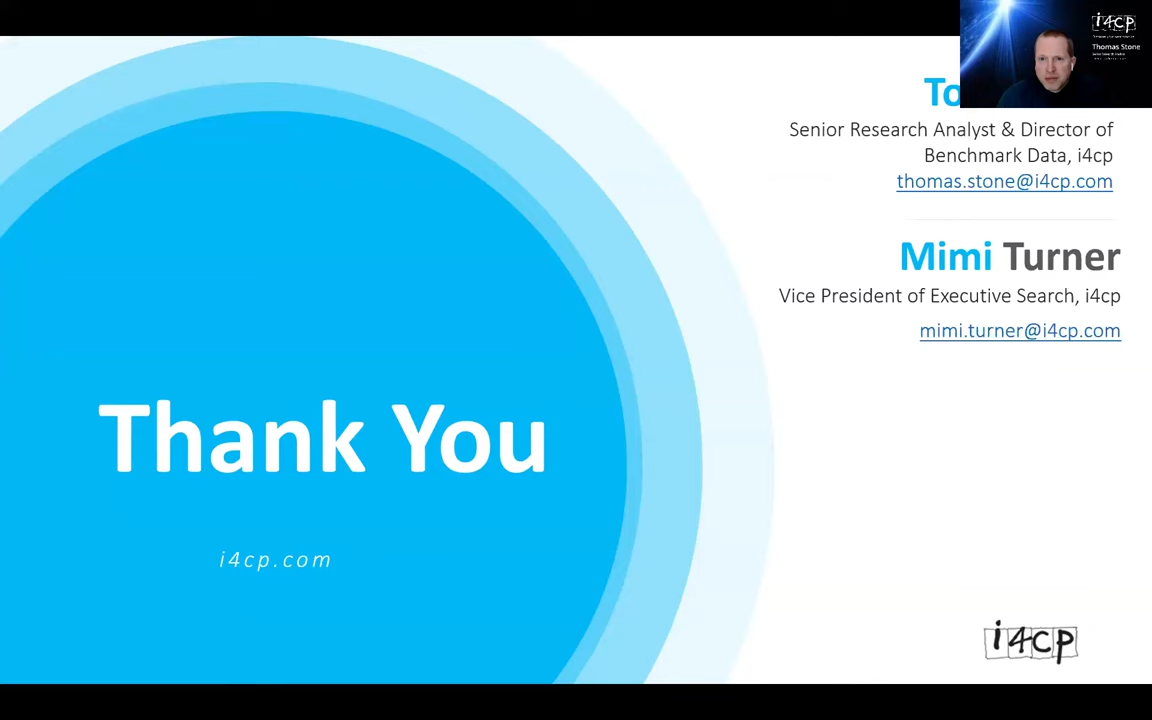 i4cp
Thomas Stone
To
Senior Research Analyst & Director of
Benchmark Data, i4cp
thomas.stone@i4cp.com
Mimi Turner
Vice President of Executive Search, i4cp
mimi.turner@i4cp.com
Thank You
i4cp.com
i4cp